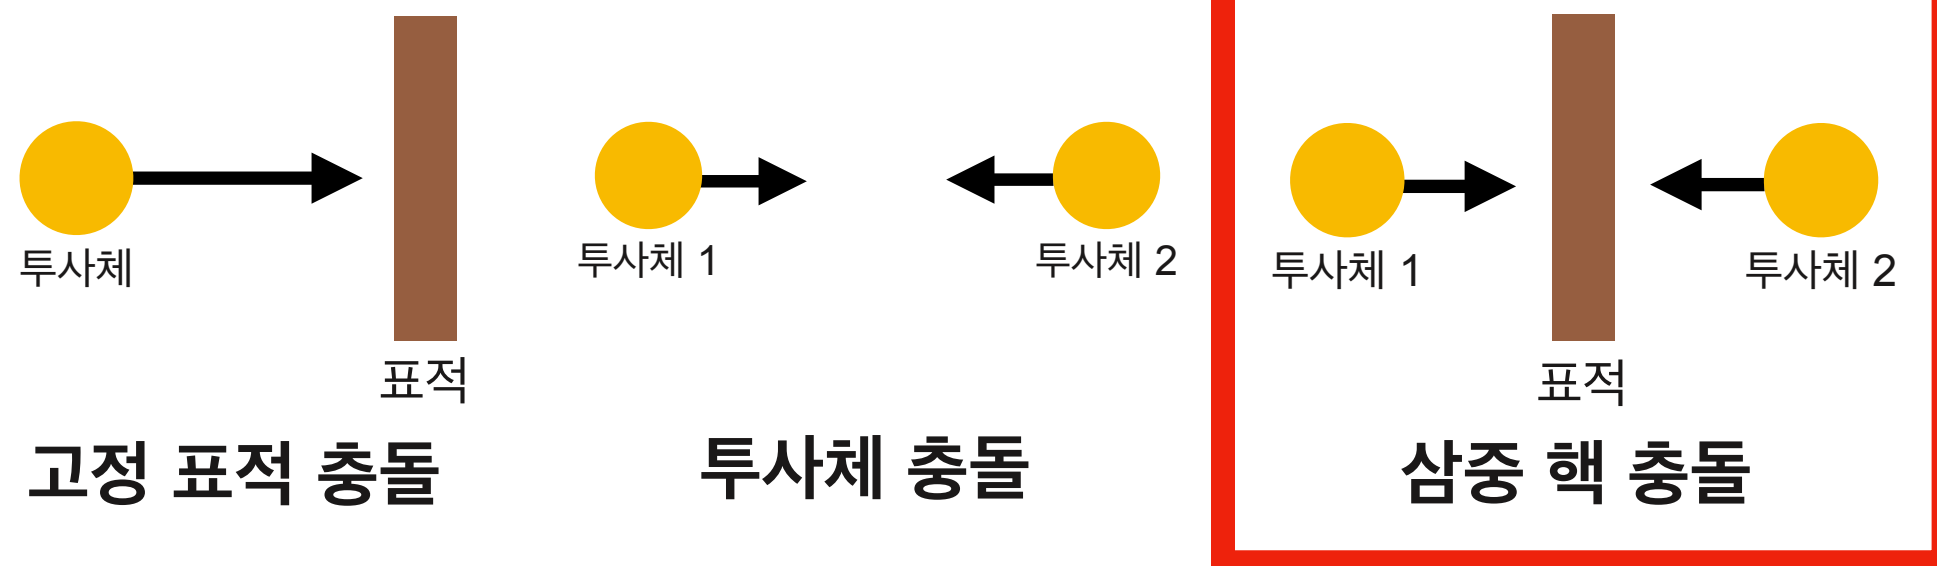 투사체
표적
고정 표적 충돌
투사체 1
투사체 2
투사체 충돌
투사체 1
투사체 2
표적
삼중 핵 충돌